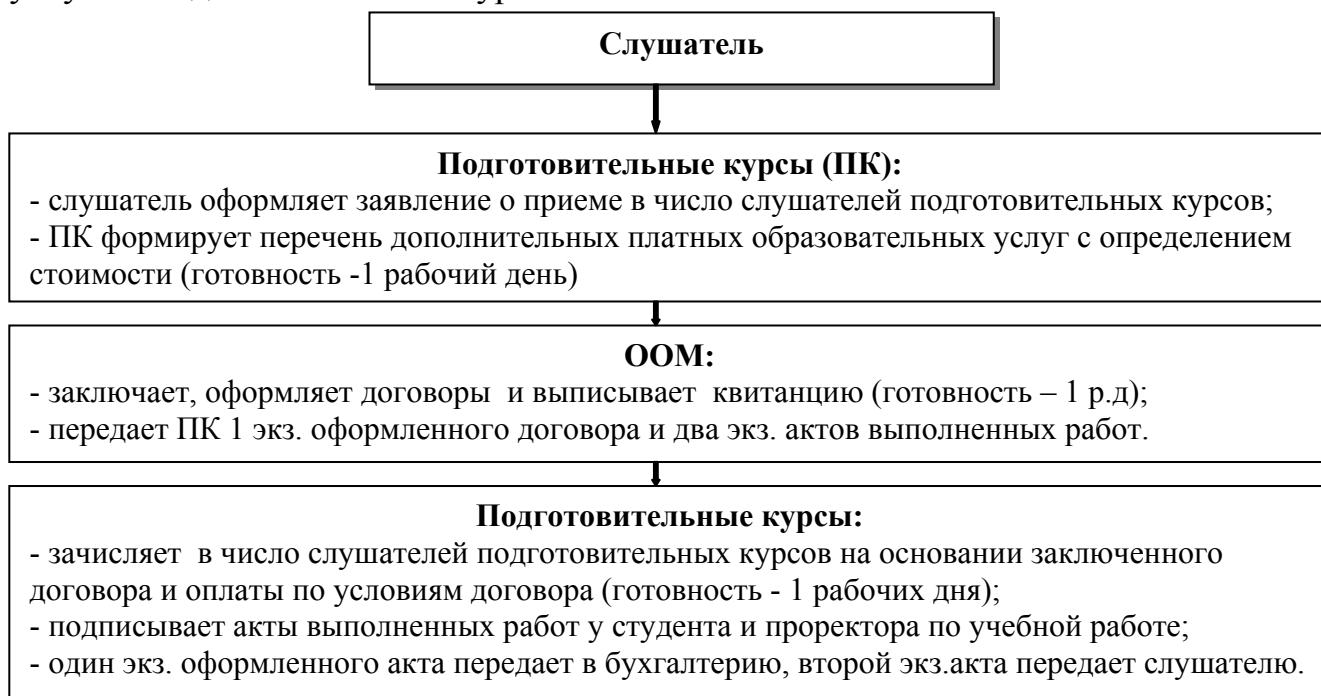 Слушатель
Подготовительные курсы (ПК):
- слушатель оформляет заявление о приеме в число слушателей подготовительных курсов;
- ПК формирует перечень дополнительных платных образовательных услуг с определением
стоимости (готовность -1 рабочий день)
ООМ:
- заключает, оформляет договоры и выписывает квитанцию (готовность – 1 р.д);
- передает ПК 1 экз. оформленного договора и два экз. актов выполненных работ.
Подготовительные курсы:
- зачисляет в число слушателей подготовительных курсов на основании заключенного
договора и оплаты по условиям договора (готовность - 1 рабочих дня);
- подписывает акты выполненных работ у студента и проректора по учебной работе;
- один экз. оформленного акта передает в бухгалтерию, второй экз.акта передает слушателю.